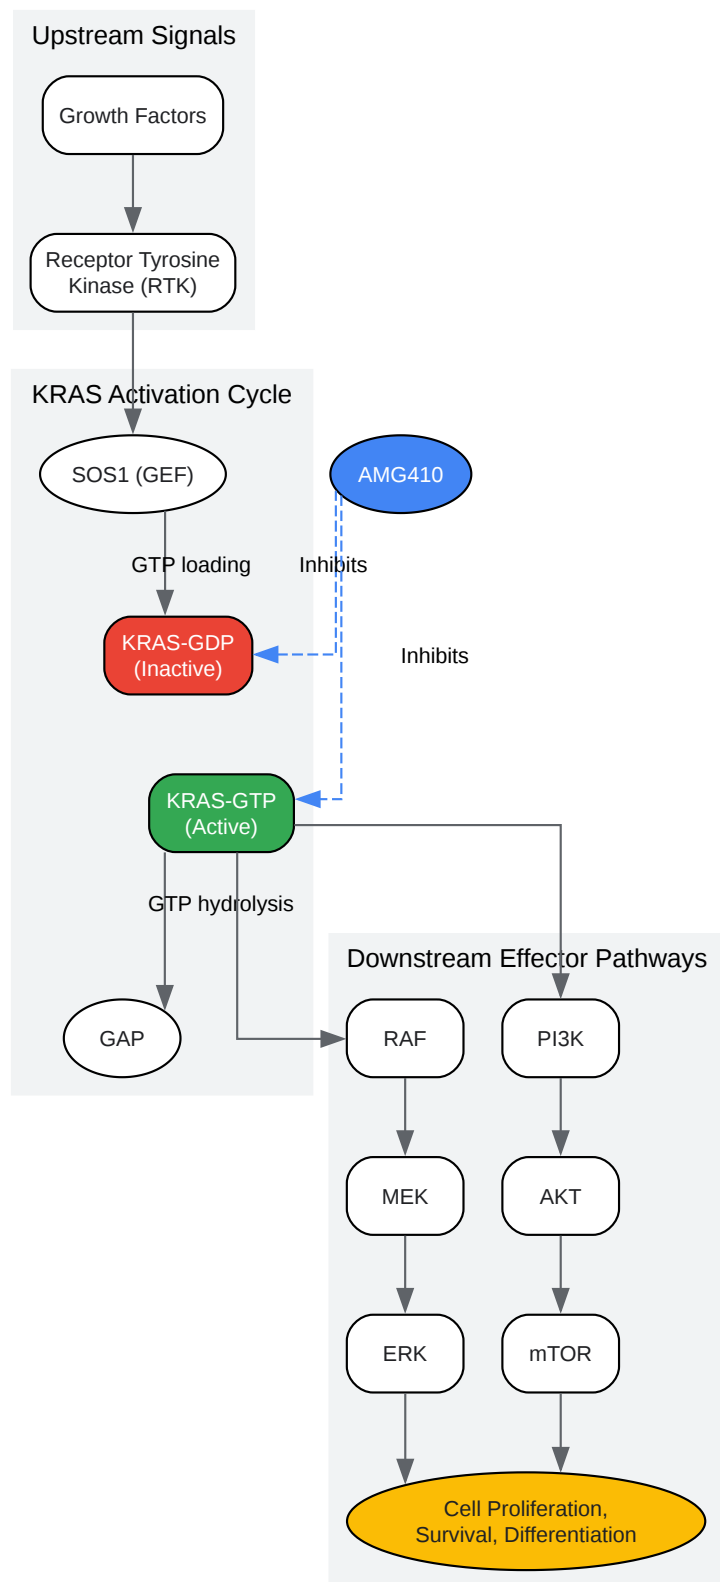 Upstream Signals
Growth Factors
Receptor Tyrosine
Kinase (RTK)
KRAS Activation Cycle
SOS1 (GEF)
AMG410
GTP loading
Inhibits
KRAS-GDP
(Inactive)
Inhibits
KRAS-GTP
(Active)
GTP hydrolysis
Downstream Effector Pathways
GAP
RAF
PI3K
MEK
AKT
ERK
mTOR
Cell Proliferation,
Survival, Differentiation